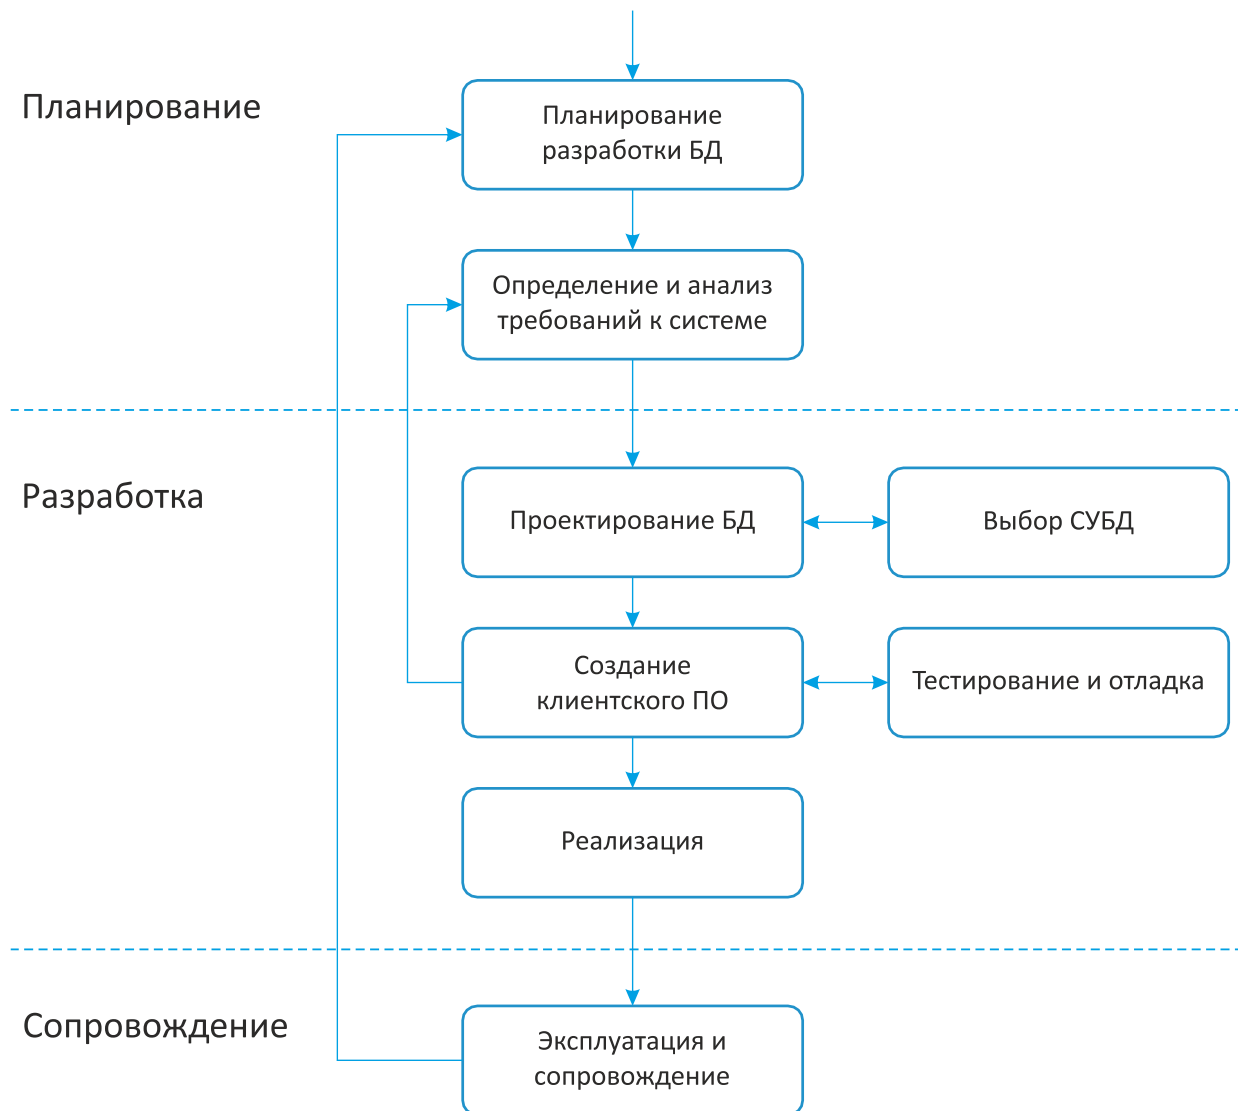 Планирование
Планирование
разработки БД
Определение и анализ
требований к системе
Разработка
Проектирование БД
Выбор СУБД
Создание
клиентского ПО
Тестирование и отладка
Реализация
Сопровождение
Эксплуатация и
сопровождение